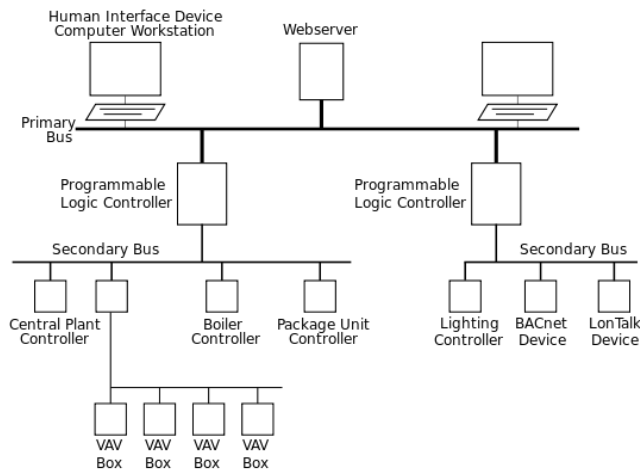 Human Interface Device
Computer Workstation
Webserver
Primary
Bus
Programmable
Logic Controller
Programmable
Logic Controller
Secondary Bus
Secondary Bus
Central Plant
Controller
Boiler
Controller
Package Unit
Controller
Lighting
Controller
BACnet
Device
LonTalk
Device
VAV
Box
VAV
Box
VAV
Box
VAV
Box